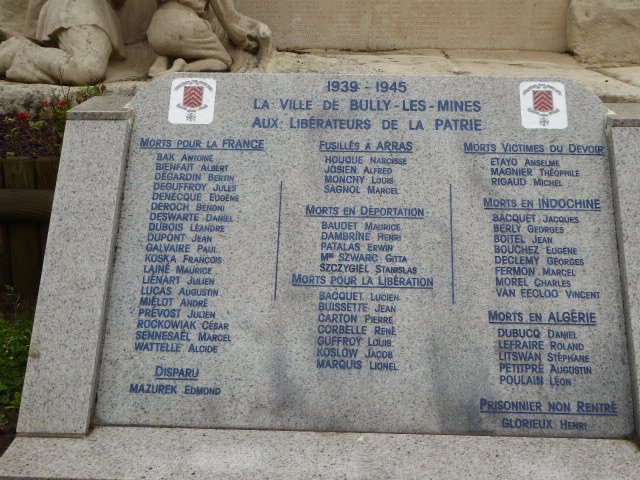 1939 - 1945
LA VILLE DE BULLY-LES-MINES
AUX LIBÉRATEURS DE LA PATRIE
MORTS POUR LA FRANCE
BAK ANTOINE
BIENFAIT ALBERT
DÉGARDIN BERTIN
DEGUFFROY JULES
DENECQUE EUGÈNE
DEROCH BENONI
DESWARTE DANIEL
DUBOIS LÉANDRE
DUPONT JEAN
GALVAIRE PAUL
KOSKA FRANÇOIS
LAINÉ MAURICE
LIÉNART JULIEN
LUCAS AUGUSTIN
MIÉLOT ANDRÉ
PRÉVOST JULIEN
ROCKOWIAK CÉSAR
SENNESAËL MARCEL
WATTELLE ALCIDE
DISPARU
MAZUREK EDMOND
FUSILLÉS À ARRAS
HOUQUE NARCISSE
JOSIEN ALFRED
MONCHY LOUIS
SAGNOL MARCEL
MORTS EN DÉPORTATION
BAUDET MAURICE
DAMBRINE HENRI
PATALAS ERWIN
MME SZWARC GITTA
SZCZYGIEL STANISLAS
MORTS POUR LA LIBÉRATION
BACQUET LUCIEN
BUISSETTE JEAN
CARTON PIERRE
CORBELLE RENÉ
GUFFROY LOUIS
KOSLOW JACOB
MARQUIS LIONEL
MORTS VICTIMES DU DEVOIR
ETAYO ANSELME
MAGNIER THÉOPHILE
RIGAUD MICHEL
MORTS EN INDOCHINE
BACQUET JACQUES
BERLY GEORGES
BOITEL JEAN
BOUCHEZ EUGÈNE
DECLEMY GEORGES
FERMON MARCEL
MOREL CHARLES
VAN EECLOO VINCENT
MORTS EN ALGÉRIE
DUBUCQ DANIEL
LEFRAIRE ROLAND
LITSWAN STÉPHANE
PETITPRÉ AUGUSTIN
POULAIN LÉON
PRISONNIER NON RENTRÉ
GLORIEUX HENRI